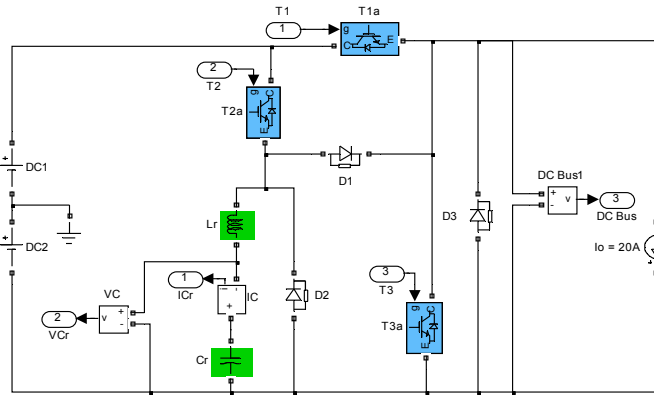 T1
T1a
1
g
C
E
2
T2
g
C
T2a
E
D1
DC1
+
DC2
+
Lr
D3
DC Bus1
+
-
v
3
DC Bus
Io = 20A
+
1
ICr
-
i
+
IC
D2
3
T3
g
C
T3a
E
VC
v
+
-
2
VCr
Cr